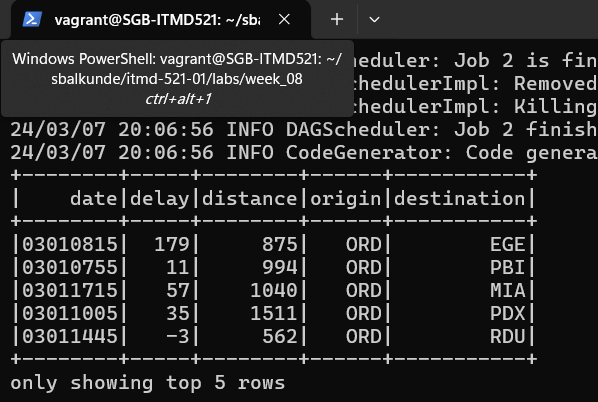 vagrant@SGB-ITMD521: ~/sba
Windows PowerShell: vagrant@SGB-ITMD521: ~/
sbalkunde/itmd-521-01/labs/week_08
ctrl+alt+1
cheduler: Job 2 is fin
chedulerImpl: Removed
chedulerImpl: Killing
24/03/07 20:06:56 INFO DAGScheduler: Job 2 finish
24/03/07 20:06:56 INFO CodeGenerator: Code genera
+--------+-----+--------+------+-----------+
|    date|delay|distance|origin|destination|
+--------+-----+--------+------+-----------+
|03010815|  179|     875|   ORD|        EGE|
|03010755|   11|     994|   ORD|        PBI|
|03011715|   57|    1040|   ORD|        MIA|
|03011005|   35|    1511|   ORD|        PDX|
|03011445|   -3|     562|   ORD|        RDU|
+--------+-----+--------+------+-----------+
only showing top 5 rows